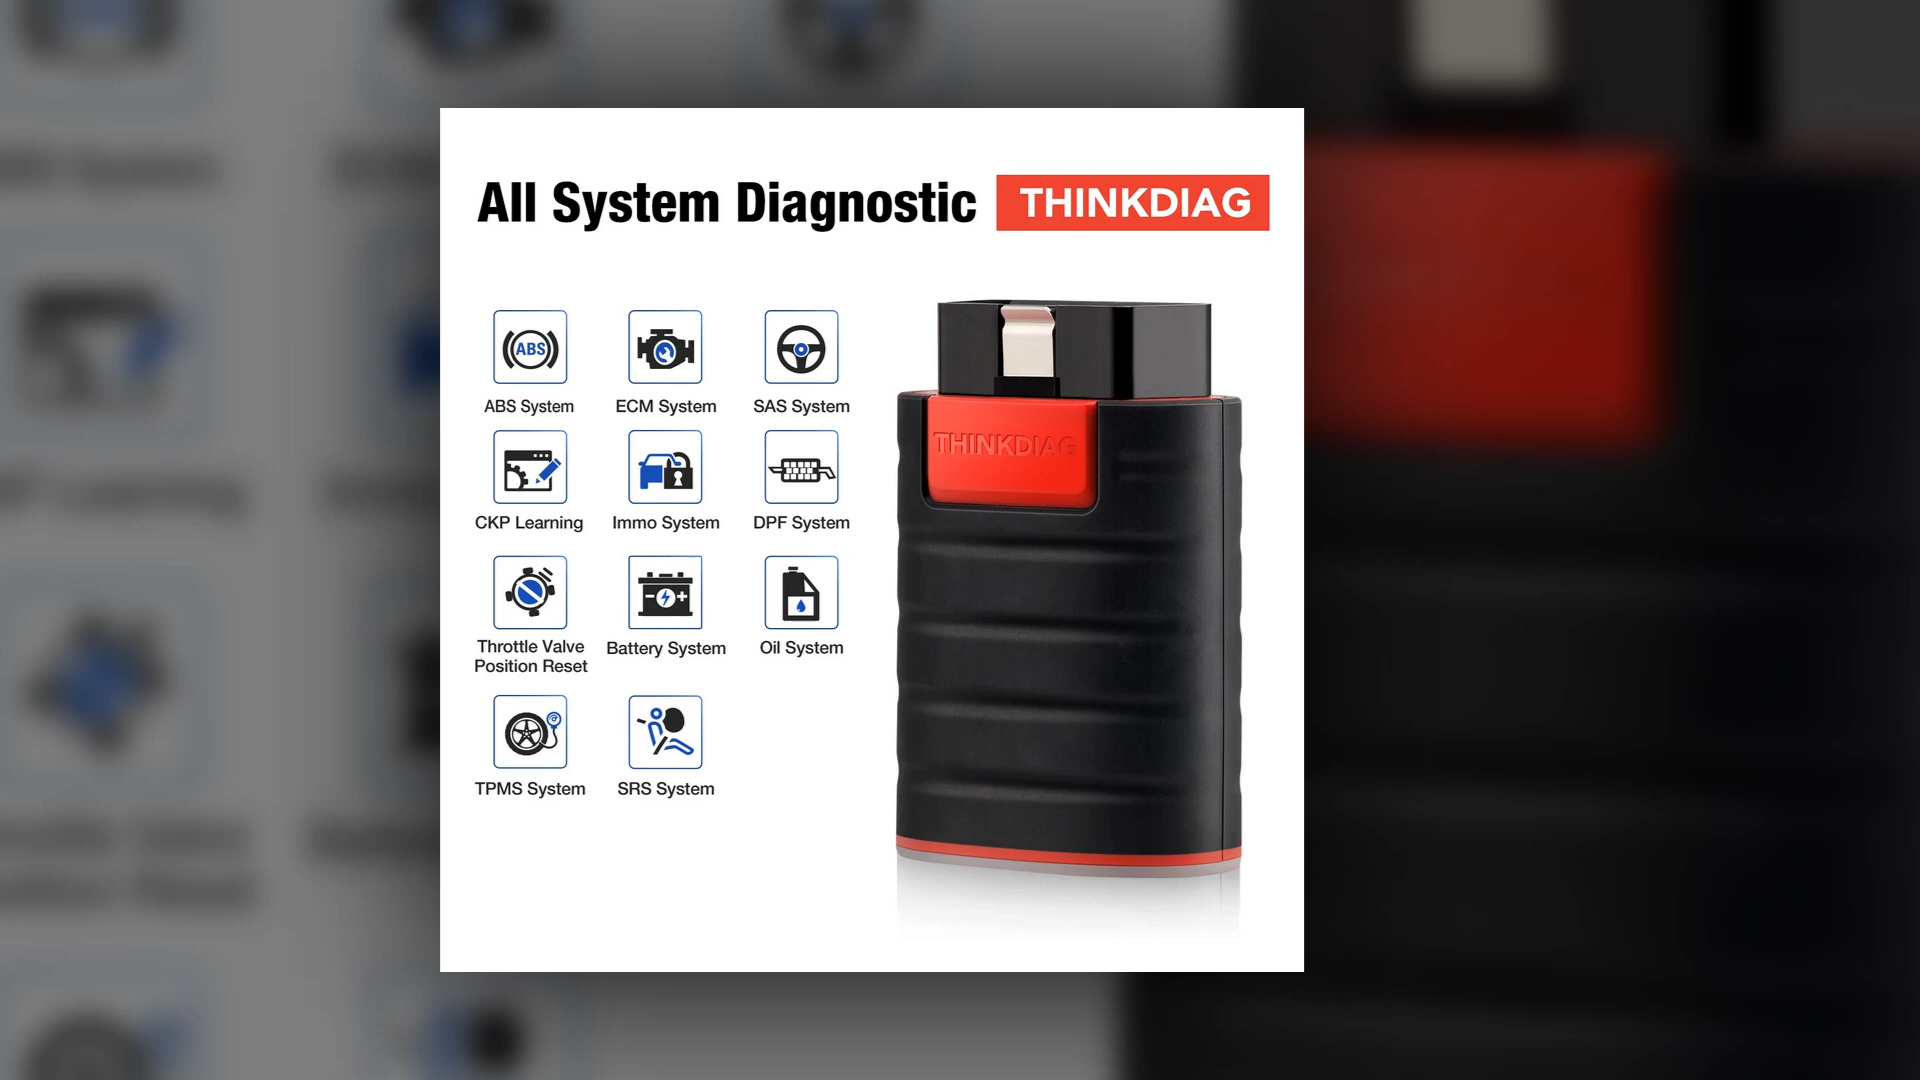 All System Diagnostic THINKDIAG
ABS
ABS System ECM System SAS System
THINKDIAG
CKP Learning Immo System DPF System
Throttle Valve
Position Reset
Battery System Oil System
TPMS System SRS System